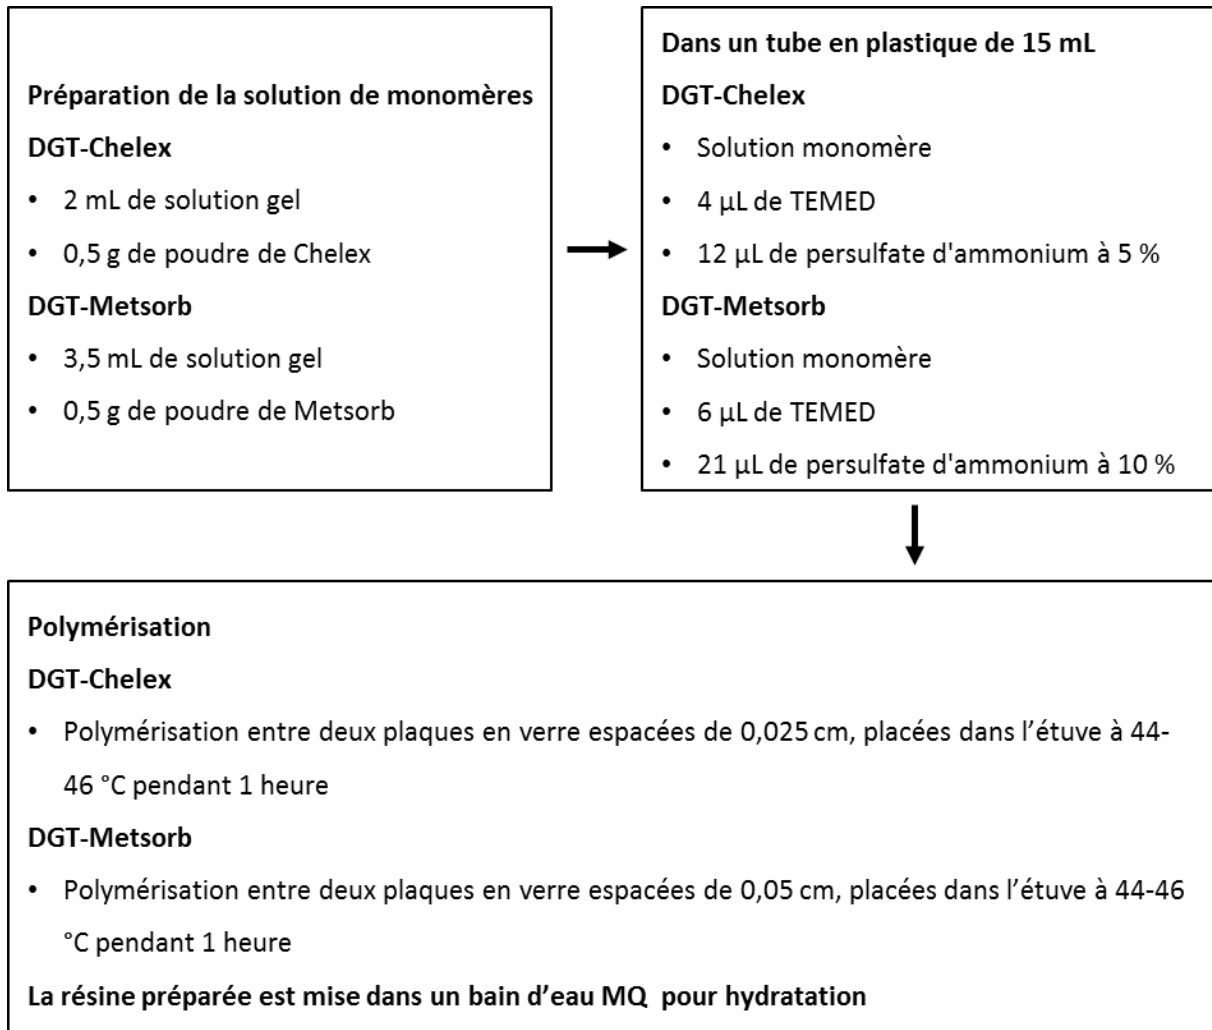 Préparation de la solution de monomères
DGT-Chelex
• 2 mL de solution gel
• 0,5 g de poudre de Chelex
DGT-Metsorb
• 3,5 mL de solution gel
• 0,5 g de poudre de Metsorb
Dans un tube en plastique de 15 mL
DGT-Chelex
• Solution monomère
• 4 µL de TEMED
• 12 µL de persulfate d'ammonium à 5 %
DGT-Metsorb
• Solution monomère
• 6 µL de TEMED
• 21 µL de persulfate d'ammonium à 10 %
Polymérisation
DGT-Chelex
• Polymérisation entre deux plaques en verre espacées de 0,025 cm, placées dans l’étuve à 44-
46 °C pendant 1 heure
DGT-Metsorb
• Polymérisation entre deux plaques en verre espacées de 0,05 cm, placées dans l’étuve à 44-46
°C pendant 1 heure
La résine préparée est mise dans un bain d’eau MQ pour hydratation